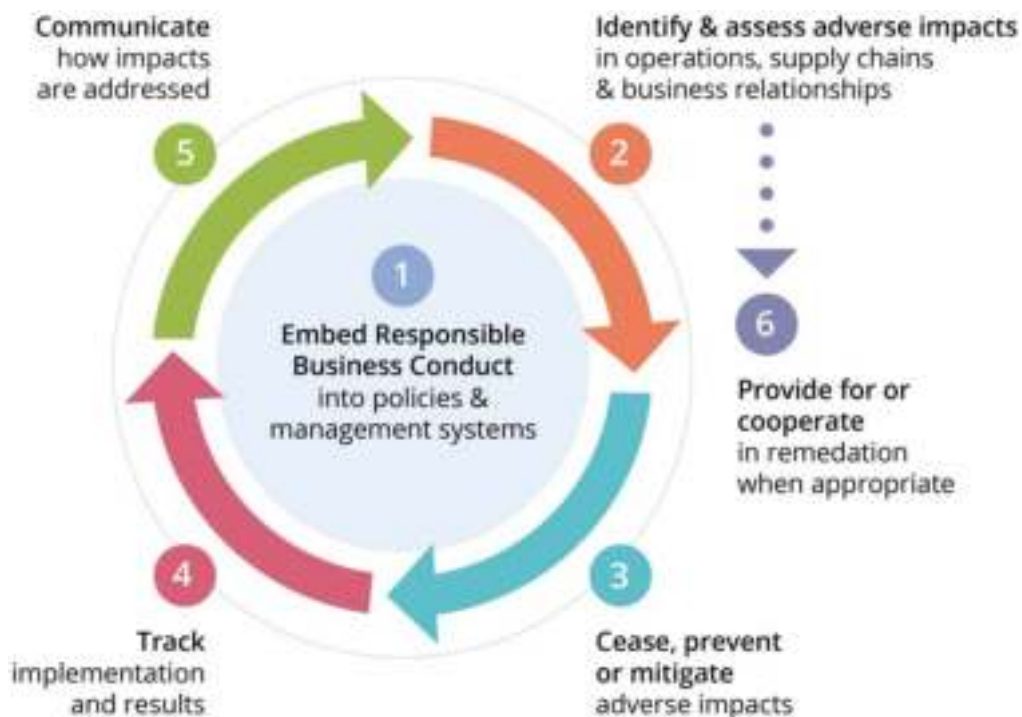 Communicate
how impacts
are addressed
5
Identify & assess adverse impacts
in operations, supply chains
& business relationships
2
1
Embed Responsible
Business Conduct
into policies &
management systems
6
Provide for or
cooperate
in remedation
when appropriate
4
Track
implementation
and results
3
Cease, prevent
or mitigate
adverse impacts